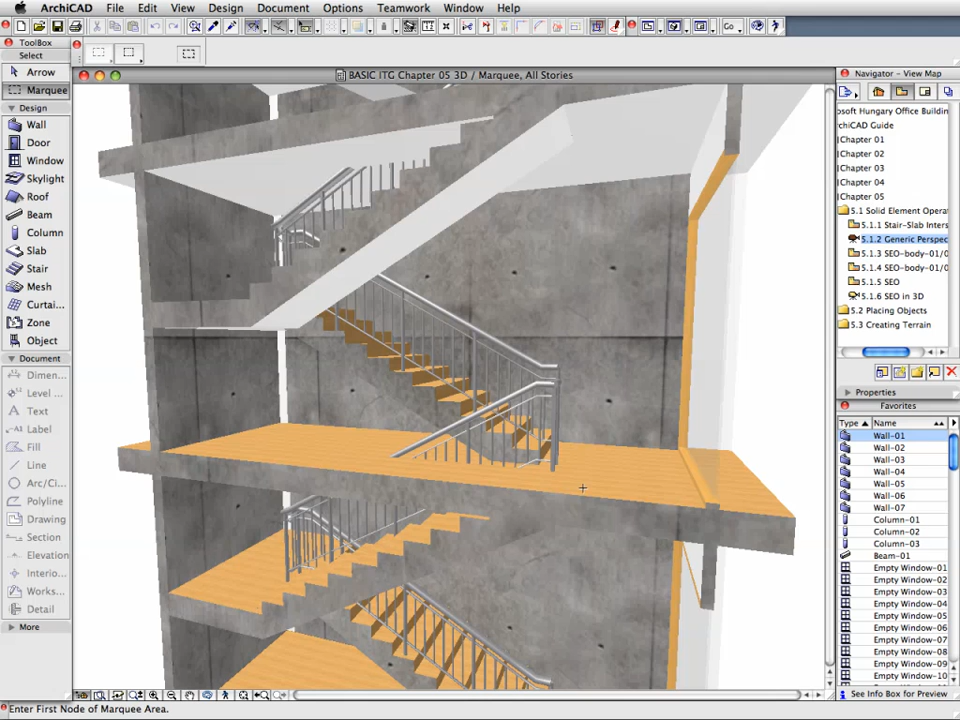 ArchiCAD File Edit View Design Document Options Teamwork Window Help
Go...
ToolBox
Select
Arrow
Marquee
Design
Wall
Door
Window
Skylight
Roof
Beam
Column
Slab
Stair
Mesh
Curtai...
Zone
Object
Document
Dimen...
Level ...
Text
Label
Fill
Line
Arc/Ci...
Polyline
Drawing
Section
Elevation
Interio...
Works...
Detail
More
BASIC ITG Chapter 05 3D / Marquee, All Stories
Navigator - View Map
osoft Hungary Office Building
chiCAD Guide
Chapter 01
Chapter 02
Chapter 03
Chapter 04
Chapter 05
5.1 Solid Element Opera
5.1.1 Stair-Slab Inters
5.1.2 Generic Perspec
5.1.3 SEO-body-01/0
5.1.4 SEO-body-01/0
5.1.5 SEO
5.1.6 SEO in 3D
5.2 Placing Objects
5.3 Creating Terrain
Properties
Favorites
Type Name
Wall-01
Wall-02
Wall-03
Wall-04
Wall-05
Wall-06
Wall-07
Column-01
Column-02
Column-03
Beam-01
Empty Window-01
Empty Window-02
Empty Window-03
Empty Window-04
Empty Window-05
Empty Window-06
Empty Window-07
Empty Window-08
Empty Window-09
Empty Window-10
See Info Box for Preview
Enter First Node of Marquee Area.